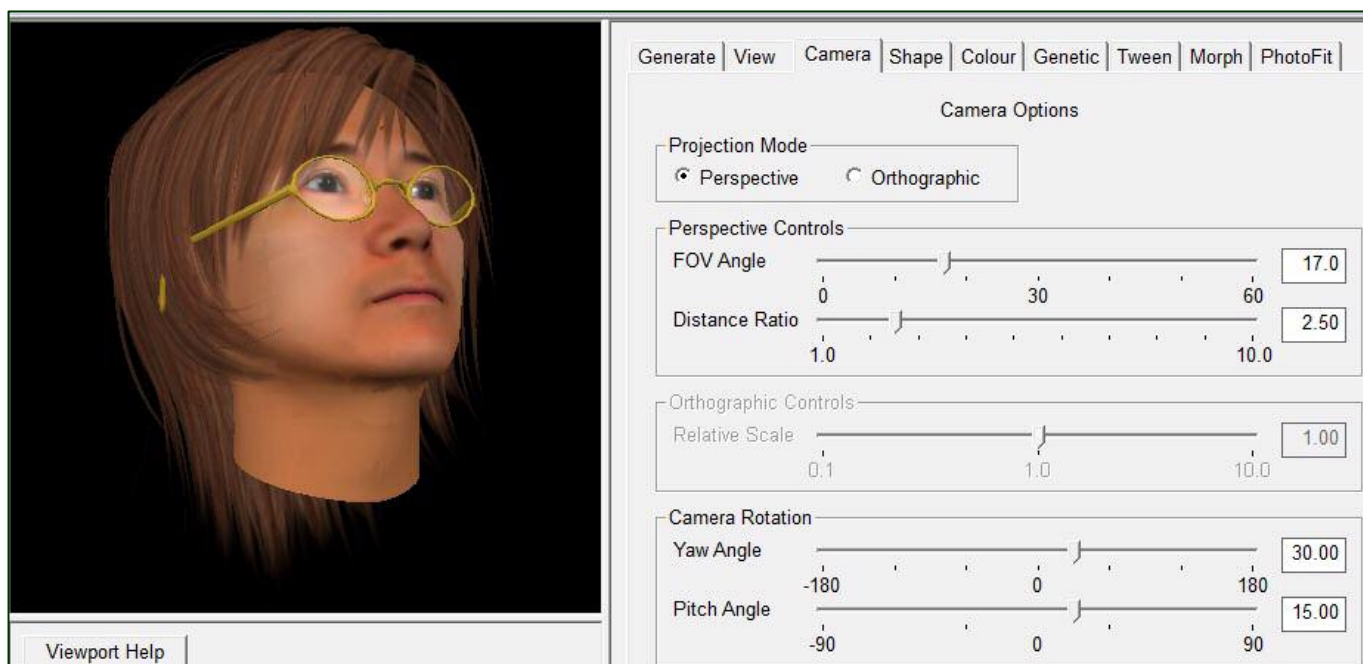 Generate View Camera Shape Colour Genetic Tween Morph PhotoFit
Camera Options
Projection Mode
Perspective Orthographic
Perspective Controls
FOV Angle 17.0
0 30 60
Distance Ratio 2.50
1.0 10.0
Orthographic Controls
Relative Scale 1.00
0.1 1.0 10.0
Camera Rotation
Yaw Angle 30.00
-180 0 180
Pitch Angle 15.00
-90 0 90
Viewport Help